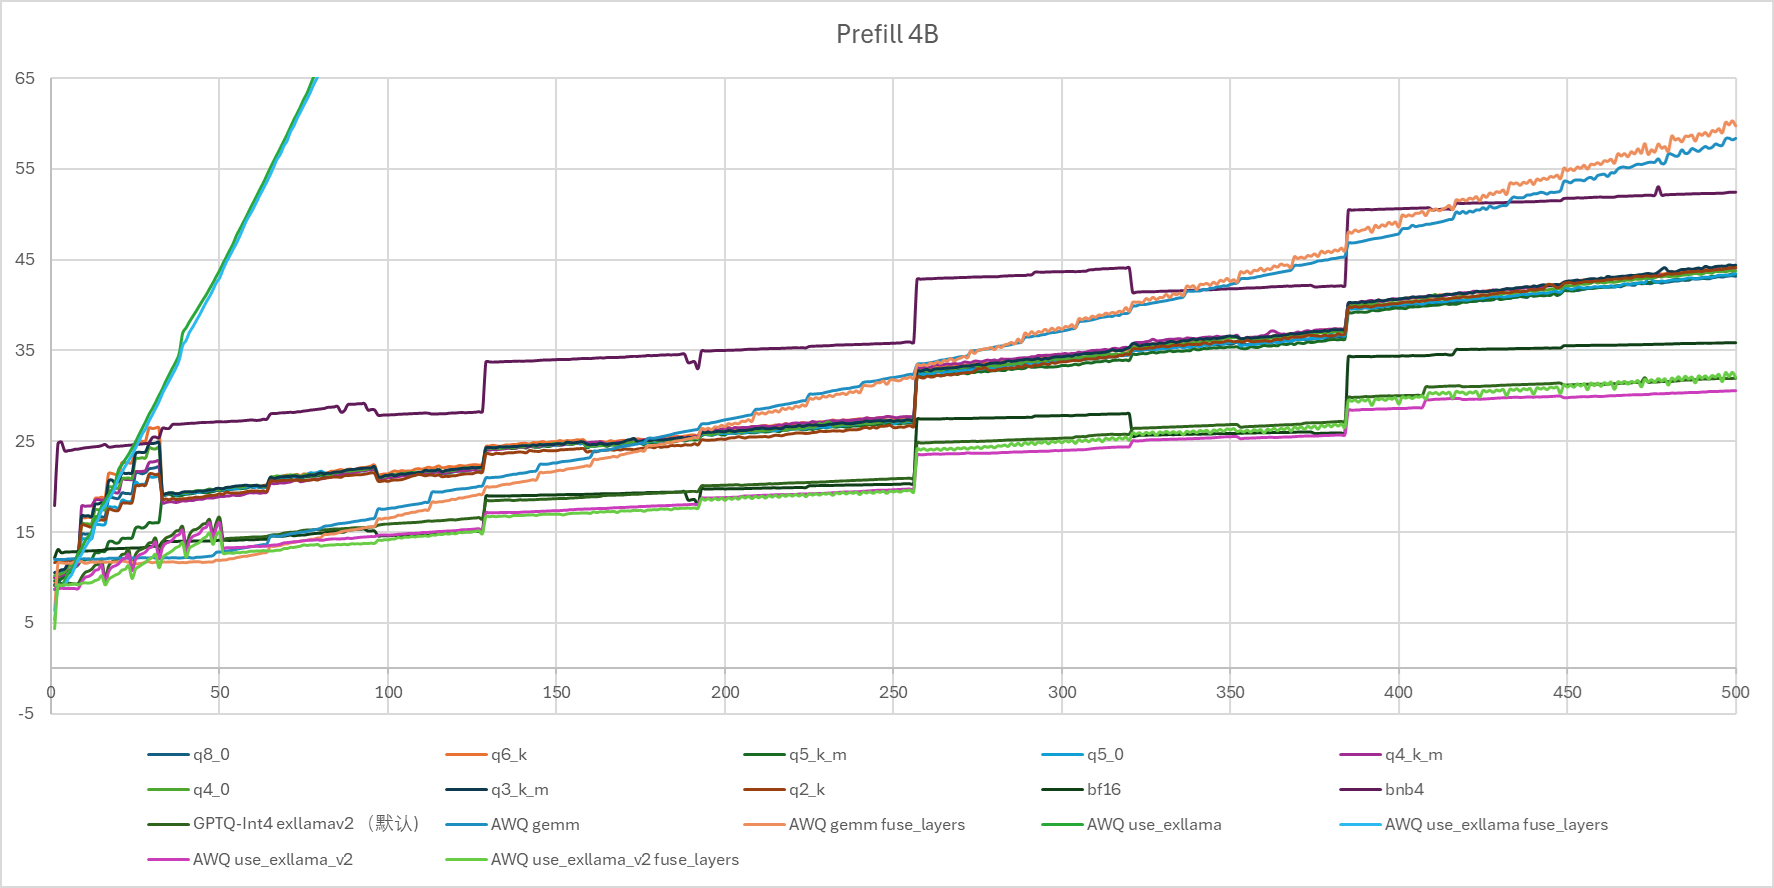 Prefill 4B
65
55
45
35
25
15
5
-5
0 50 100 150 200 250 300 350 400 450 500
q8_0 q6_k q5_k_m q5_0 q4_k_m
q4_0 q3_k_m q2_k bf16 bnb4
GPTQ-Int4 exllamav2 （默认） AWQ gemm AWQ gemm fuse_layers AWQ use_exllama AWQ use_exllama fuse_layers
AWQ use_exllama_v2 AWQ use_exllama_v2 fuse_layers